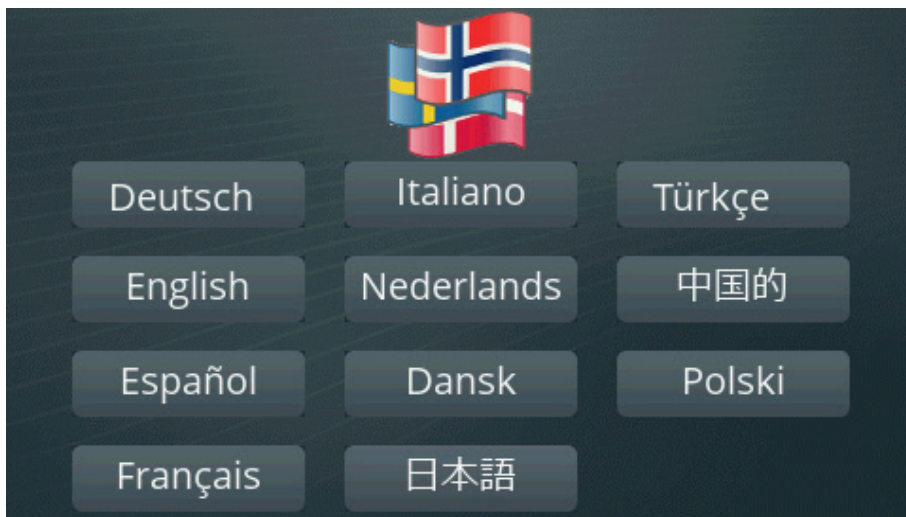 Deutsch
Italiano
Türkçe
English
Nederlands
中国的
Español
Dansk
Polski
Français
日本語